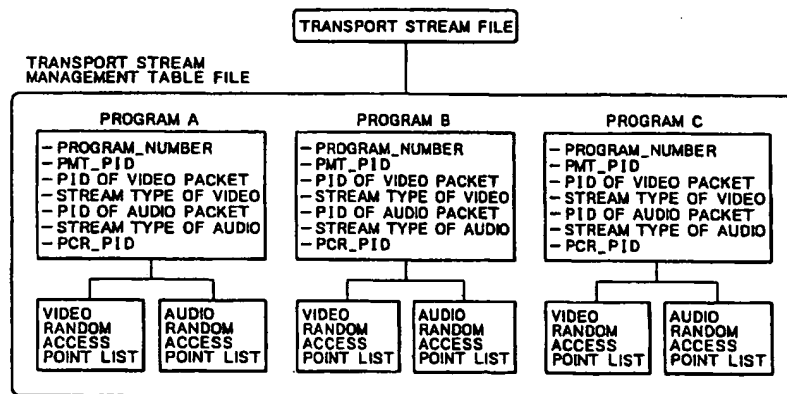 TRANSPORT STREAM FILE
TRANSPORT STREAM
MANAGEMENT TABLE FILE
PROGRAM A
- PROGRAM_NUMBER
- PMT_PID
- PID OF VIDEO PACKET
- STREAM TYPE OF VIDEO
- PID OF AUDIO PACKET
- STREAM TYPE OF AUDIO
- PCR_PID
VIDEO
RANDOM
ACCESS
POINT LIST
AUDIO
RANDOM
ACCESS
POINT LIST
PROGRAM B
- PROGRAM_NUMBER
- PMT_PID
- PID OF VIDEO PACKET
- STREAM TYPE OF VIDEO
- PID OF AUDIO PACKET
- STREAM TYPE OF AUDIO
- PCR_PID
VIDEO
RANDOM
ACCESS
POINT LIST
AUDIO
RANDOM
ACCESS
POINT LIST
PROGRAM C
- PROGRAM_NUMBER
- PMT_PID
- PID OF VIDEO PACKET
- STREAM TYPE OF VIDEO
- PID OF AUDIO PACKET
- STREAM TYPE OF AUDIO
- PCR_PID
VIDEO
RANDOM
ACCESS
POINT LIST
AUDIO
RANDOM
ACCESS
POINT LIST